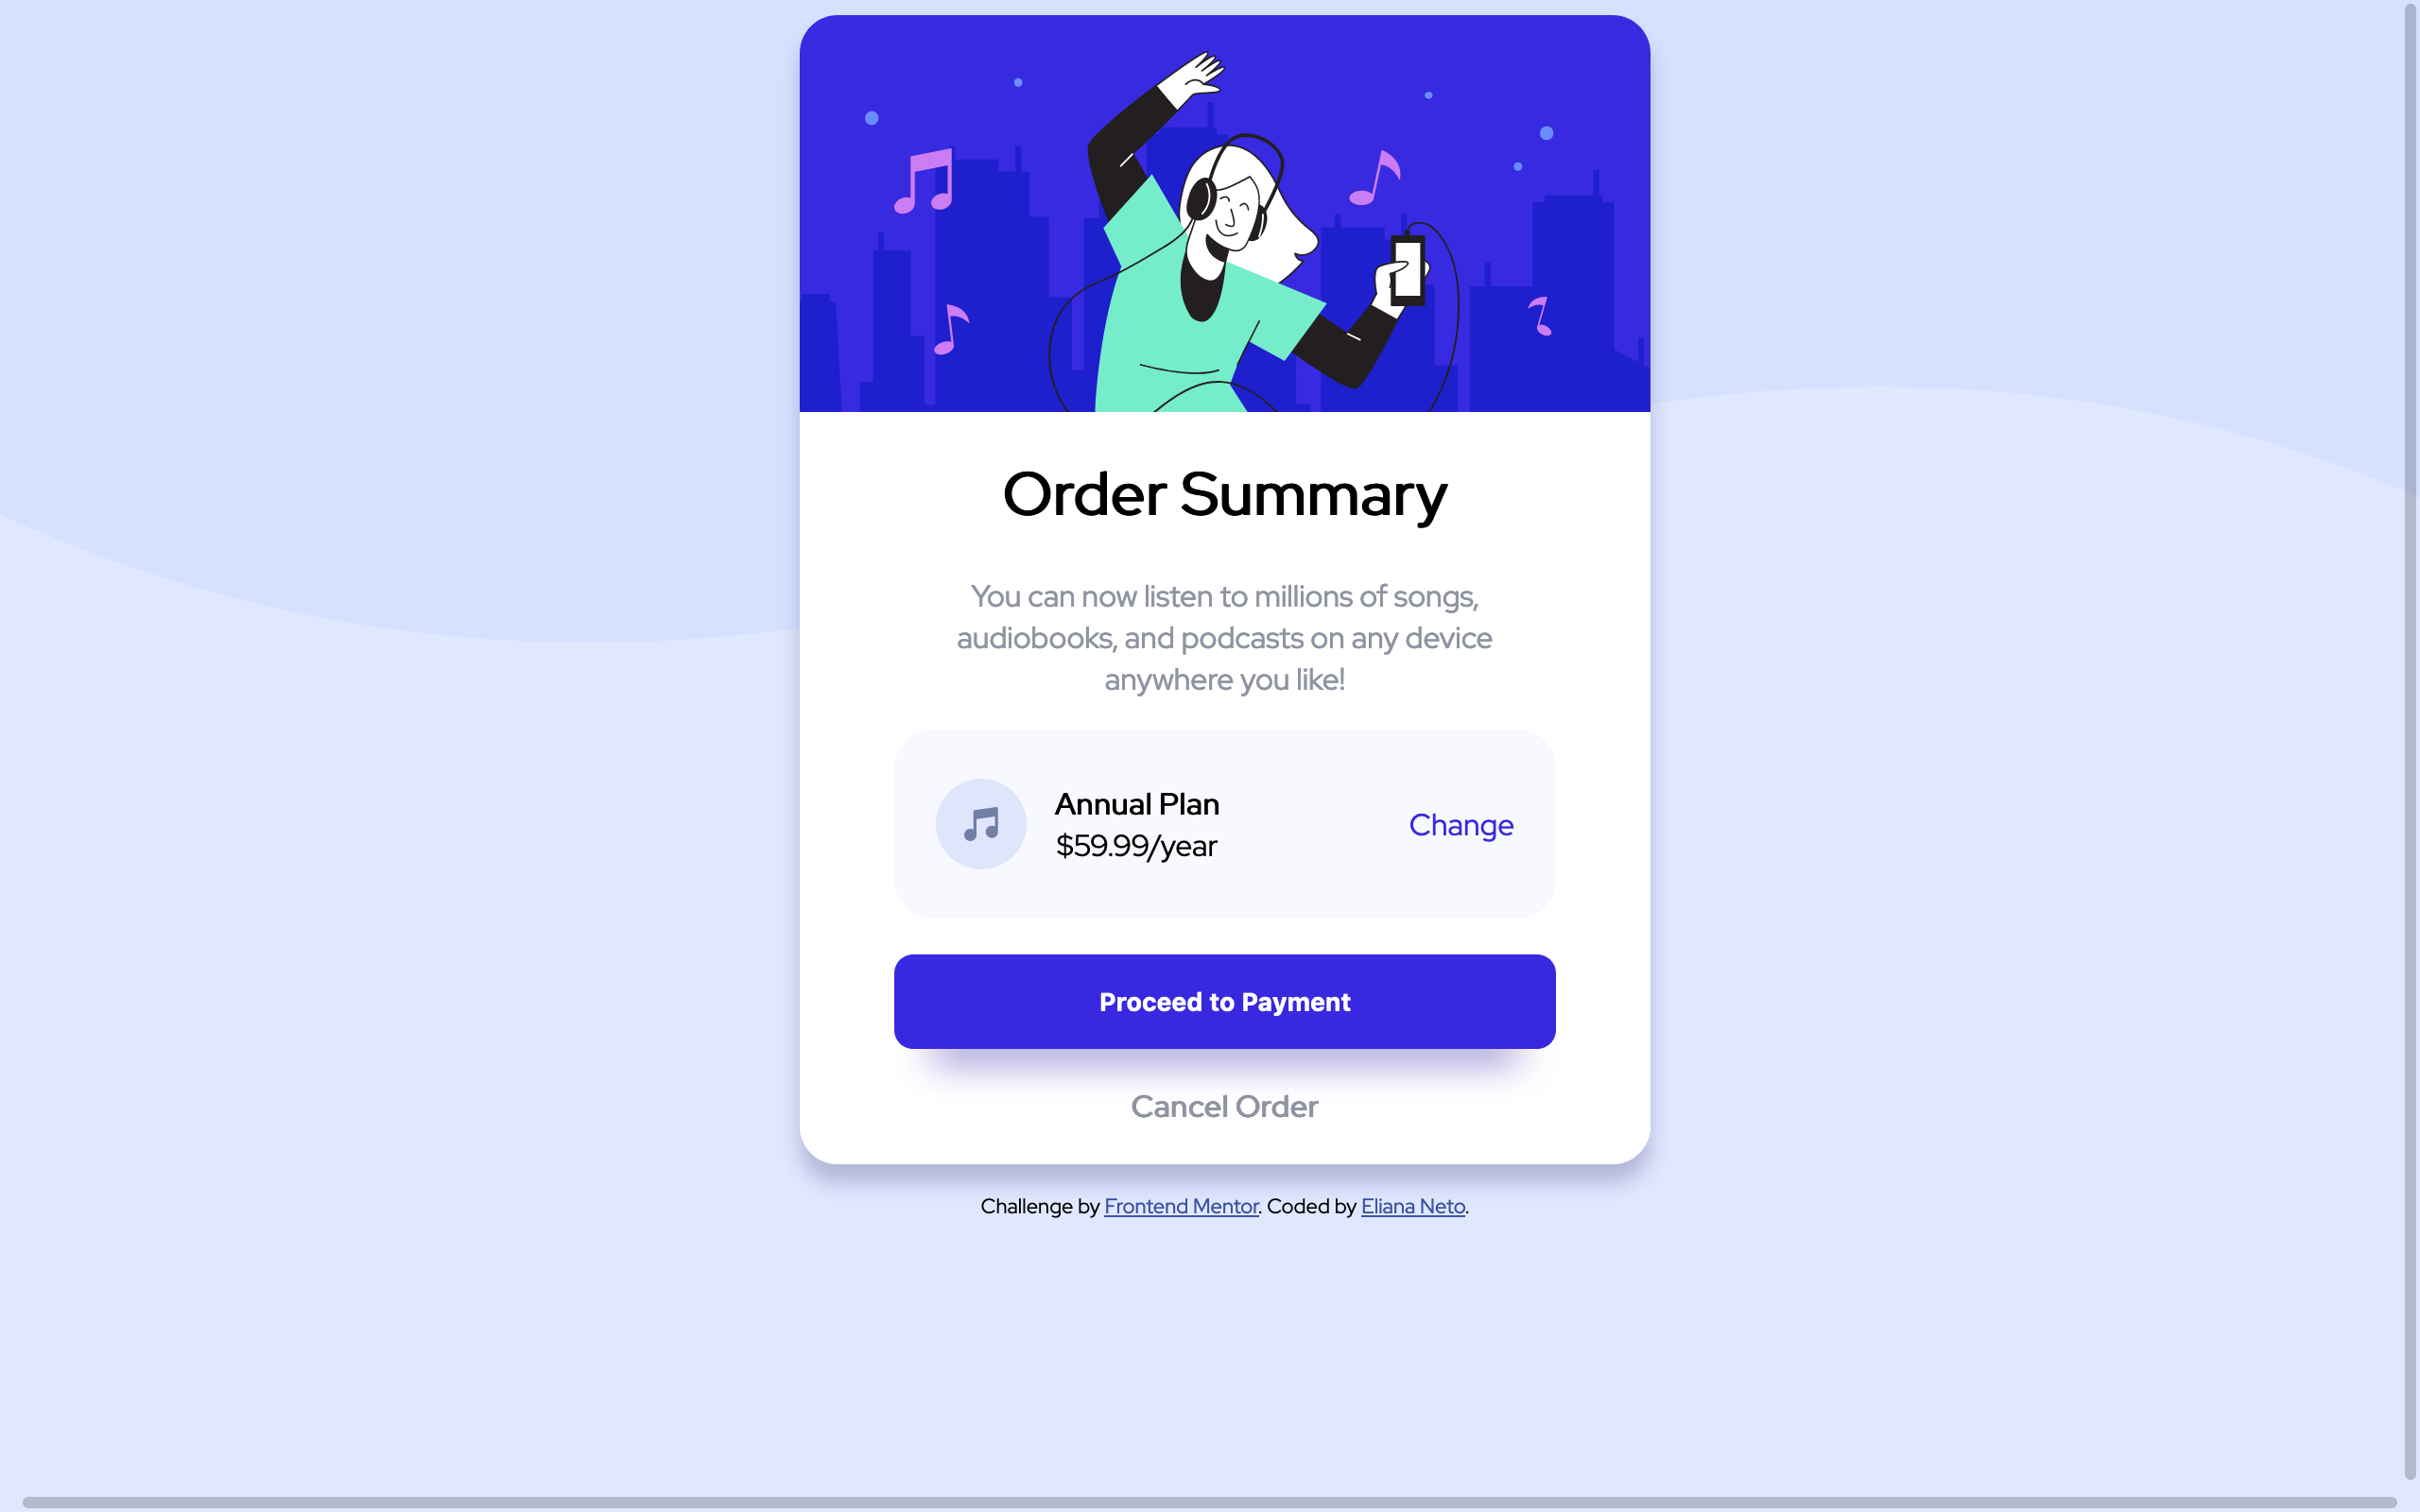 Order Summary
You can now listen to millions of songs,
audiobooks, and podcasts on any device
anywhere you like!
Annual Plan
$59.99/year
Change
Proceed to Payment
Cancel Order
Challenge by Frontend Mentor. Coded by Eliana Neto.